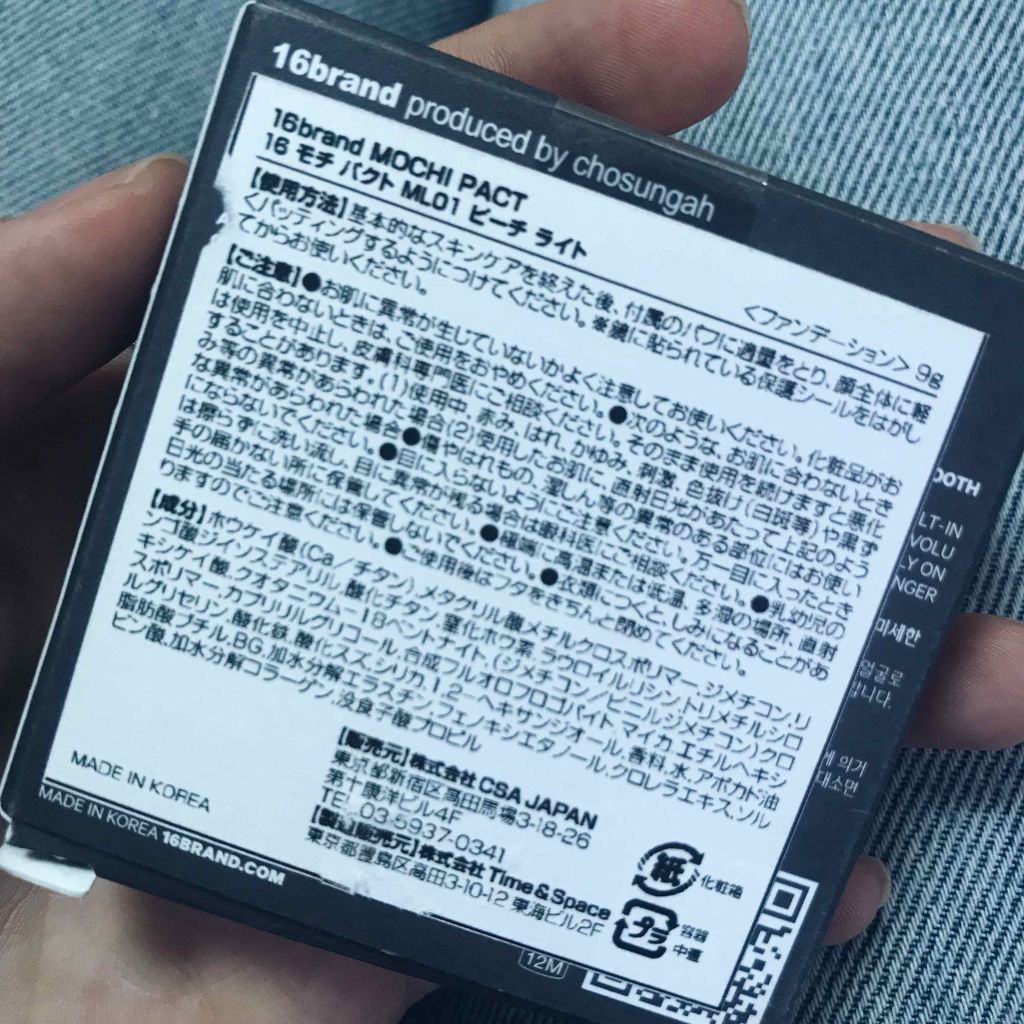 16brand produced by chosungah
16brand MOCHI PACT
16 モチ パクト ML01 ピーチ ライト
<ファンデーション> 9g
【使用方法】基本的なスキンケアを終えた後、付属のパフに適量をとり、顔全体に軽
くパッティングするようにつけてください。※鏡に貼られている保護シールをはがし
てからお使いください。
【ご注意】●お肌に異常が生じていないかよく注意してお使いください。化粧品がお
肌に合わないときは、ご使用をおやめください。●次のような、お肌に合わないとき
は使用を中止し、皮膚科専門医にご相談ください。そのまま使用を続けますと悪化
することがあります。(1)使用中、赤み、はれ、かゆみ、刺激、色抜け(白斑等)や黒ず
み等の異常があらわれた場合(2)使用したお肌に、直射日光があたって上記のよう
な異常があらわれた場合●傷やはれもの、湿しん等の異常のある部位にはお使い
にならないでください。●目に入らないようにご注意ください。万一目に入ったとき
は擦らずに洗い流し、目に異常が残る場合は眼科医にご相談ください。●乳幼児の
手の届かない所に保管してください。●極端に高温または低温、多湿の場所、直射
日光の当たる場所には保管しないでください。●衣類につくと、しみになることがあ
りますのでご注意ください。●ご使用後はフタをきちんと閉めてください。
【成分】ホウケイ酸(Ca/チタン),メタクリル酸メチルクロスポリマー,ジメチコン,リ
ンゴ酸ジイソステアリル,酸化チタン,窒化ホウ素,ラウロイルリシン,トリメチルシロ
キシケイ酸,クオタニウム-18ベントナイト,(ジメチコン/ビニルジメチコン)クロ
スポリマー,カプリリルグリコール,合成フルオロフロゴパイト,マイカ,エチルヘキシ
ルグリセリン,酸化鉄,酸化スズ,シリカ,1,2-ヘキサンジオール,香料,水,アボカド油
脂肪酸ブチル,BG,加水分解エラスチン,フェノキシエタノール,クロレラエキス,ソル
ビン酸,加水分解コラーゲン,没食子酸プロピル
【販売元】株式会社 CSA JAPAN
東京都新宿区高田馬場3-18-26
第十康洋ビル4F
TEL 03-5937-0341
【製造販売元】株式会社 Time & Space
東京都豊島区高田3-10-12 東海ビル2F
MADE IN KOREA
紙
化粧箱
プラ
容器
中蓋
MADE IN KOREA 16BRAND.COM
12M
OOTH
LT-IN
VOLU
LY ON
NGER
미세한
얼굴로
합니다.
에 의거
대소면